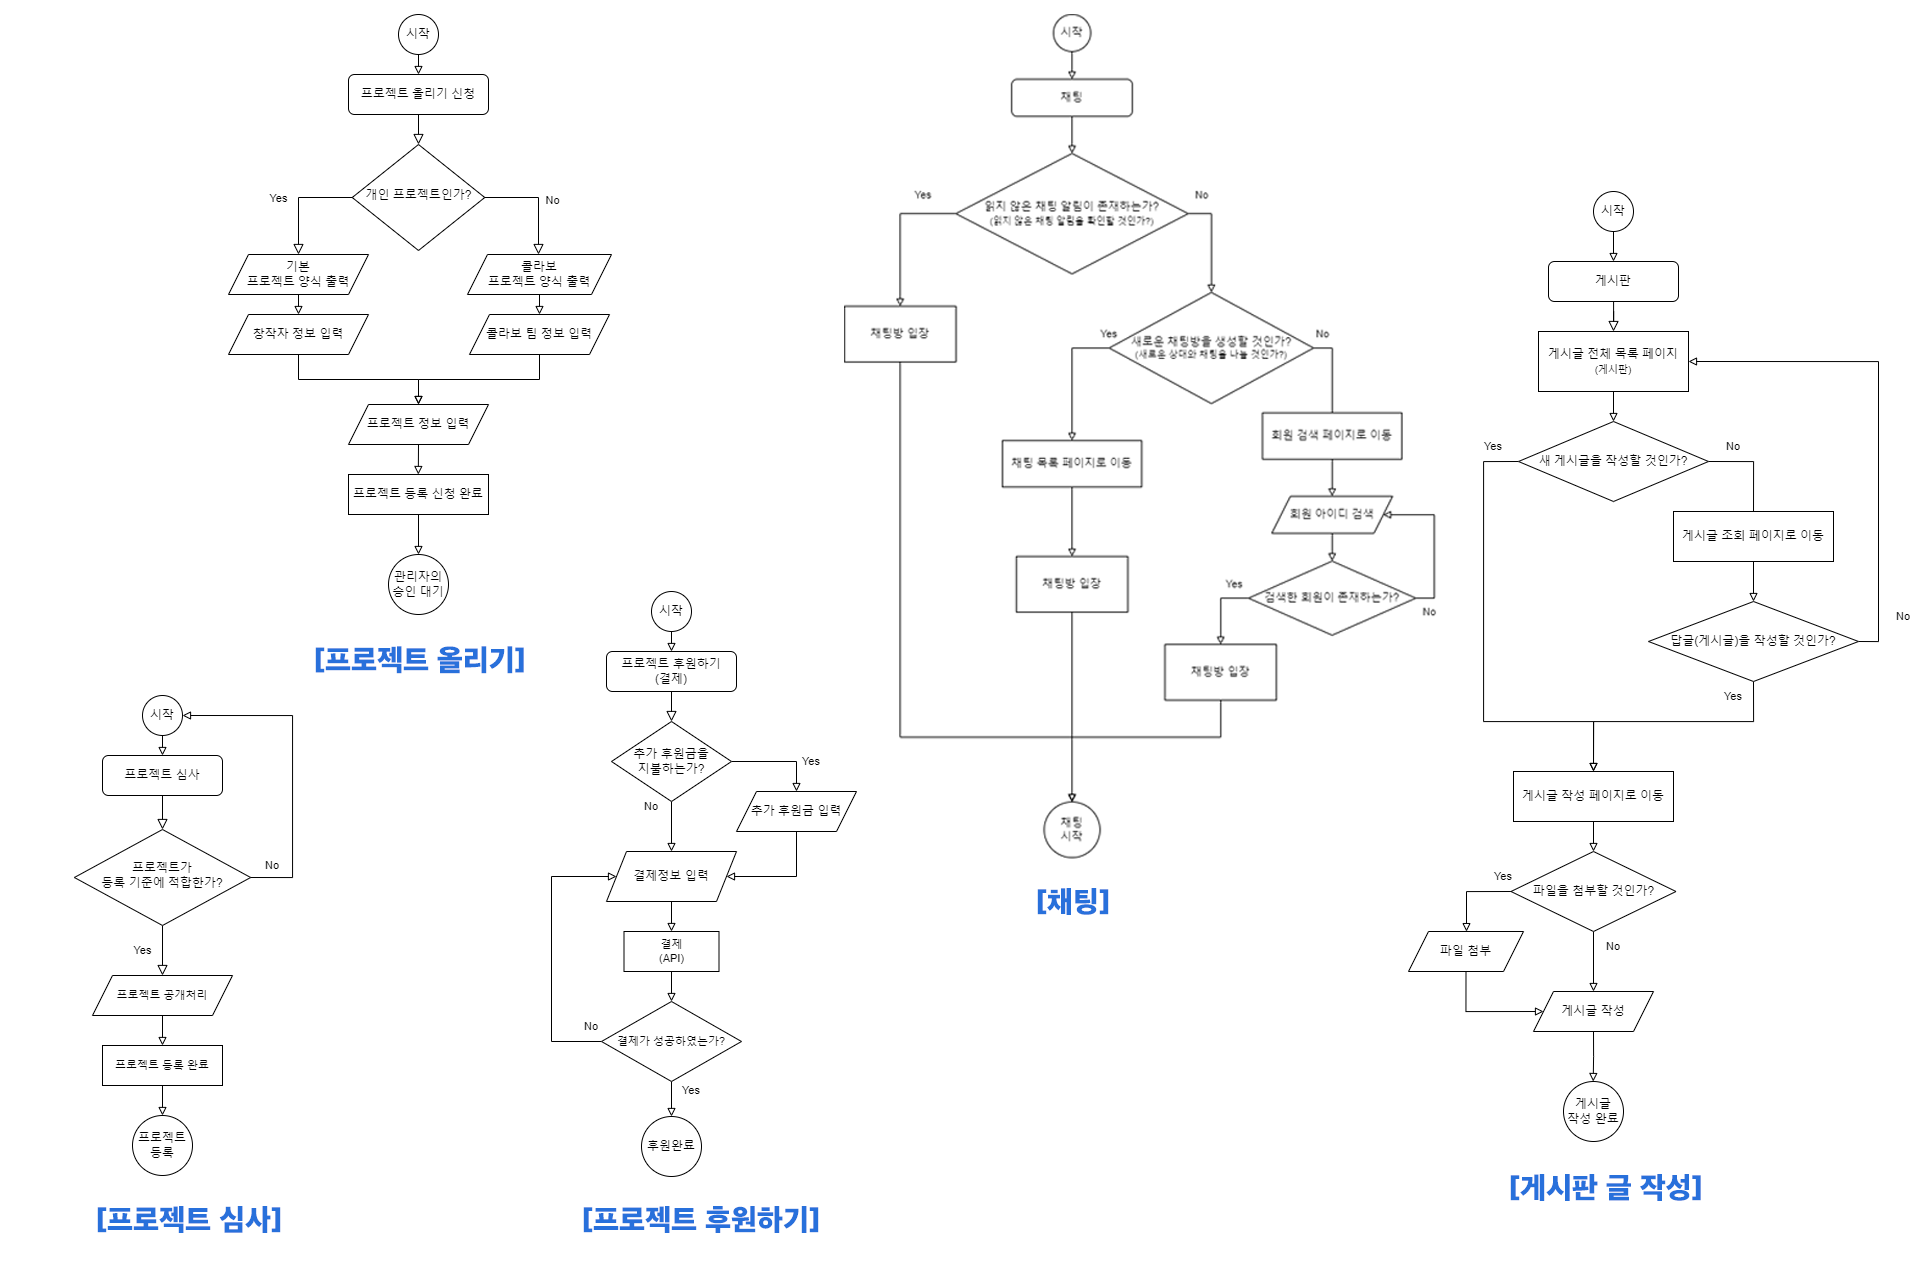 시작
프로젝트 올리기 신청
개인 프로젝트인가?
Yes
No
기본
프로젝트 양식 출력
콜라보
프로젝트 양식 출력
창작자 정보 입력
콜라보 팀 정보 입력
프로젝트 정보 입력
프로젝트 등록 신청 완료
관리자의
승인 대기
[프로젝트 올리기]
시작
프로젝트 심사
프로젝트가
등록 기준에 적합한가?
No
Yes
프로젝트 공개처리
프로젝트 등록 완료
프로젝트
등록
[프로젝트 심사]
시작
프로젝트 후원하기
(결제)
추가 후원금을
지불하는가?
Yes
No
추가 후원금 입력
결제정보 입력
결제
(API)
결제가 성공하였는가?
No
Yes
후원완료
[프로젝트 후원하기]
시작
채팅
읽지 않은 채팅 알림이 존재하는가?
(읽지 않은 채팅 알림을 확인할 것인가?)
Yes
No
채팅방 입장
새로운 채팅방을 생성할 것인가?
(새로운 상대와 채팅을 나눌 것인가?)
Yes
No
채팅 목록 페이지로 이동
회원 검색 페이지로 이동
회원 아이디 검색
채팅방 입장
검색한 회원이 존재하는가?
Yes
No
채팅방 입장
채팅
시작
[채팅]
시작
게시판
게시글 전체 목록 페이지
(게시판)
새 게시글을 작성할 것인가?
Yes
No
게시글 조회 페이지로 이동
답글(게시글)을 작성할 것인가?
No
Yes
게시글 작성 페이지로 이동
파일을 첨부할 것인가?
Yes
No
파일 첨부
게시글 작성
게시글
작성 완료
[게시판 글 작성]